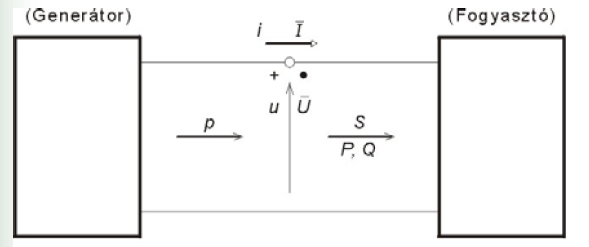 (Generátor)
(Fogyasztó)
i I̅
+ •
u U̅
p
S
P, Q